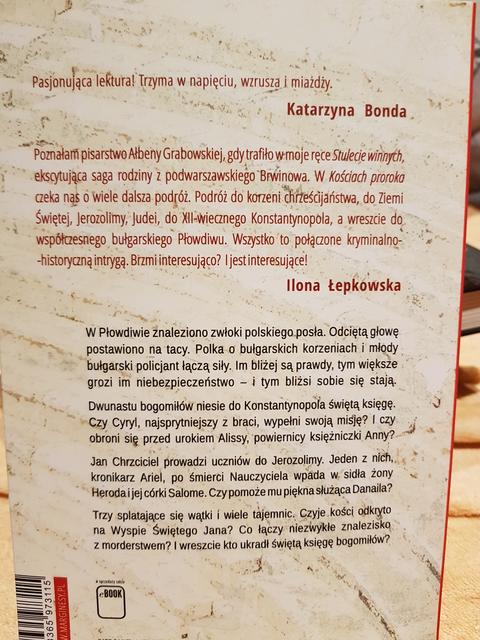 Pasjonująca lektura! Trzyma w napięciu, wzrusza i miażdży.
Katarzyna Bonda
Poznałam pisarstwo Ałbeny Grabowskiej, gdy trafiło w moje ręce Stulecie winnych,
ekscytująca saga rodziny z podwarszawskiego Brwinowa. W Kościach proroka
czeka nas o wiele dalsza podróż. Podróż do korzeni chrześcijaństwa, do Ziemi
Świętej, Jerozolimy, Judei, do XII-wiecznego Konstantynopola, a wreszcie do
współczesnego bułgarskiego Płowdiwu. Wszystko to połączone kryminalno-
-historyczną intrygą. Brzmi interesująco? I jest interesujące!
Ilona Łepkowska
W Płowdiwie znaleziono zwłoki polskiego posła. Odciętą głowę
postawiono na tacy. Polka o bułgarskich korzeniach i młody
bułgarski policjant łączą siły. Im bliżej są prawdy, tym większe
grozi im niebezpieczeństwo – i tym bliżsi sobie się stają.
Dwunastu bogomiłów niesie do Konstantynopola świętą księgę.
Czy Cyryl, najsprytniejszy z braci, wypełni swoją misję? I czy
obroni się przed urokiem Alissy, powiernicy księżniczki Anny?
Jan Chrzciciel prowadzi uczniów do Jerozolimy. Jeden z nich,
kronikarz Ariel, po śmierci Nauczyciela wpada w sidła żony
Heroda i jej córki Salome. Czy pomoże mu piękna służąca Danaila?
Trzy splatające się wątki i wiele tajemnic. Czyje kości odkryto
na Wyspie Świętego Jana? Co łączy niezwykłe znalezisko
z morderstwem? I wreszcie kto ukradł świętą księgę bogomiłów?
w sprzedaży także
eBOOK
W.MARGINESY.PL
365 973115